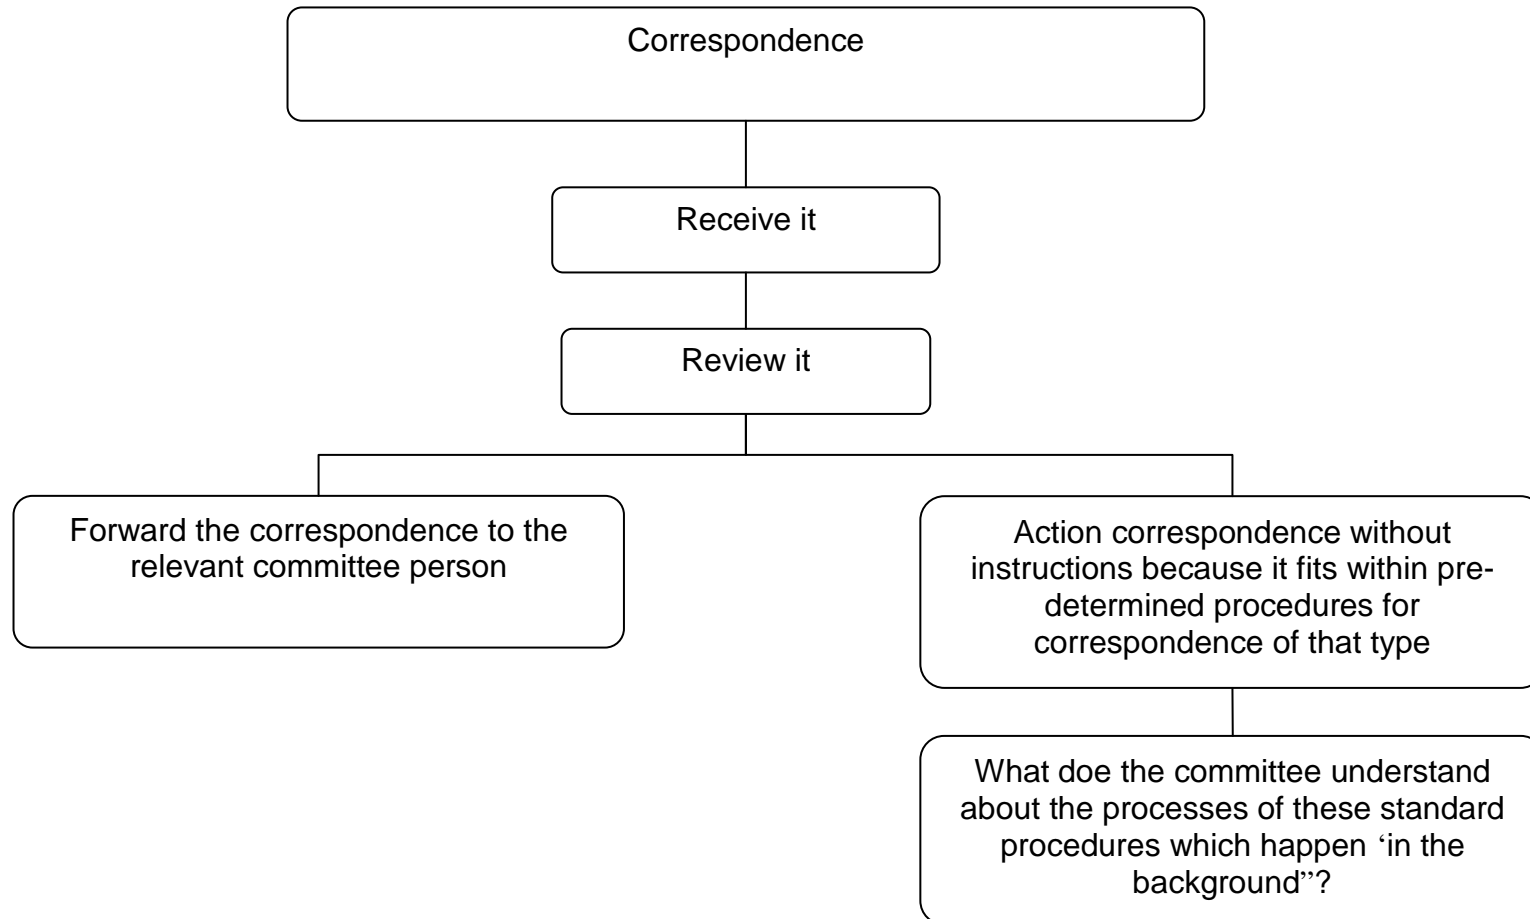 Correspondence
Receive it
Review it
Forward the correspondence to the
relevant committee person
Action correspondence without
instructions because it fits within pre-
determined procedures for
correspondence of that type
What doe the committee understand
about the processes of these standard
procedures which happen ‘in the
background”?